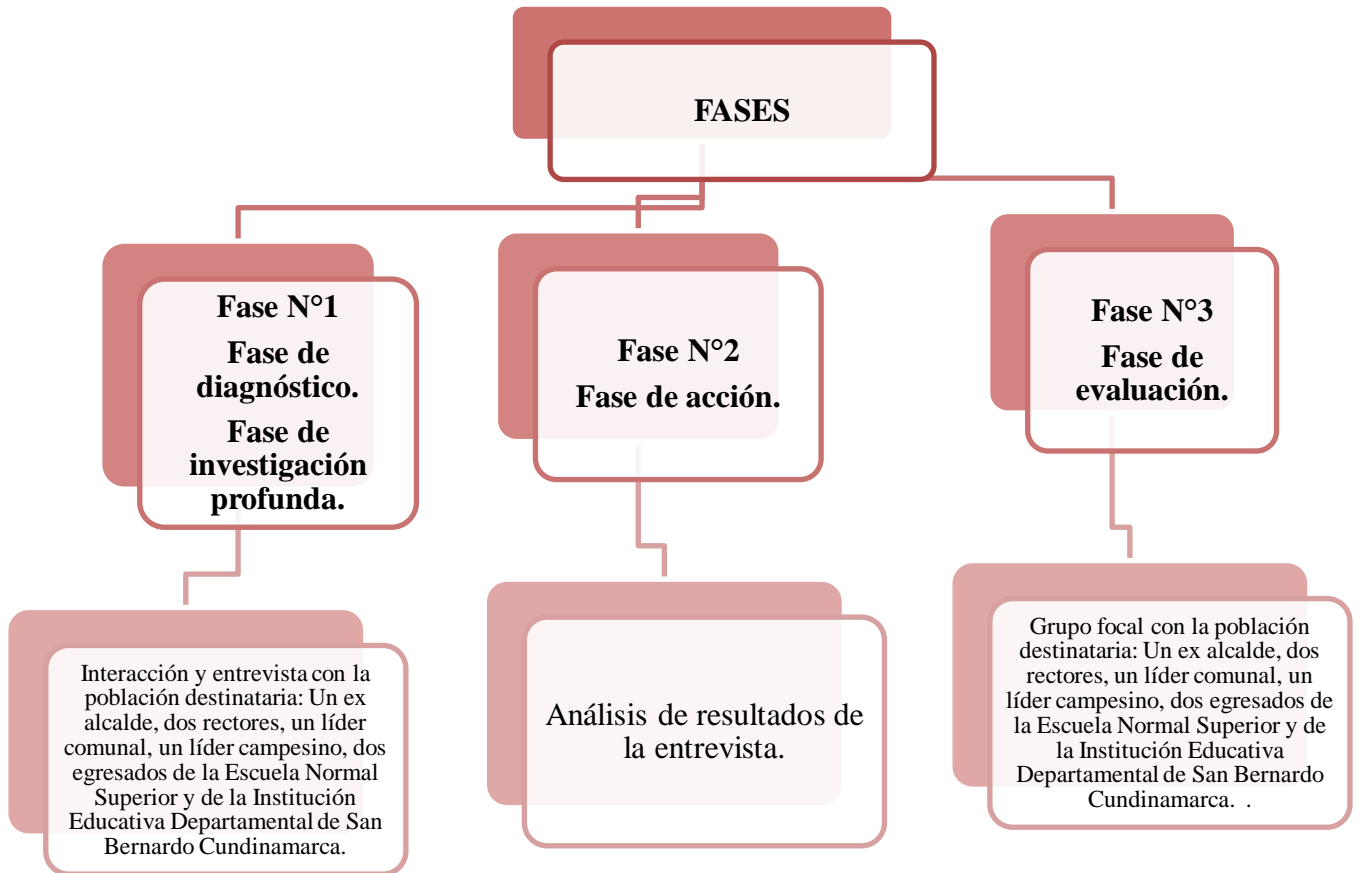 FASES
Fase N°1
Fase de
diagnóstico.
Fase de
investigación
profunda.
Fase N°2
Fase de acción.
Fase N°3
Fase de
evaluación.
Interacción y entrevista con la
población destinataria: Un ex
alcalde, dos rectores, un líder
comunal, un líder campesino, dos
egresados de la Escuela Normal
Superior y de la Institución
Educativa Departamental de San
Bernardo Cundinamarca.
Análisis de resultados de
la entrevista.
Grupo focal con la población
destinataria: Un ex alcalde, dos
rectores, un líder comunal, un
líder campesino, dos egresados de
la Escuela Normal Superior y de
la Institución Educativa
Departamental de San Bernardo
Cundinamarca. .